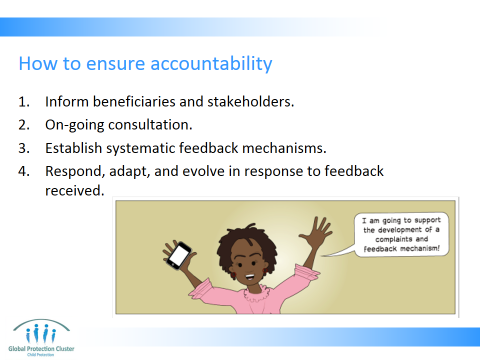 How to ensure accountability
1. Inform beneficiaries and stakeholders.
2. On-going consultation.
3. Establish systematic feedback mechanisms.
4. Respond, adapt, and evolve in response to feedback
received.
I am going to support
the development of a
complaints and
feedback mechanism!
Global Protection Cluster
Child Protection